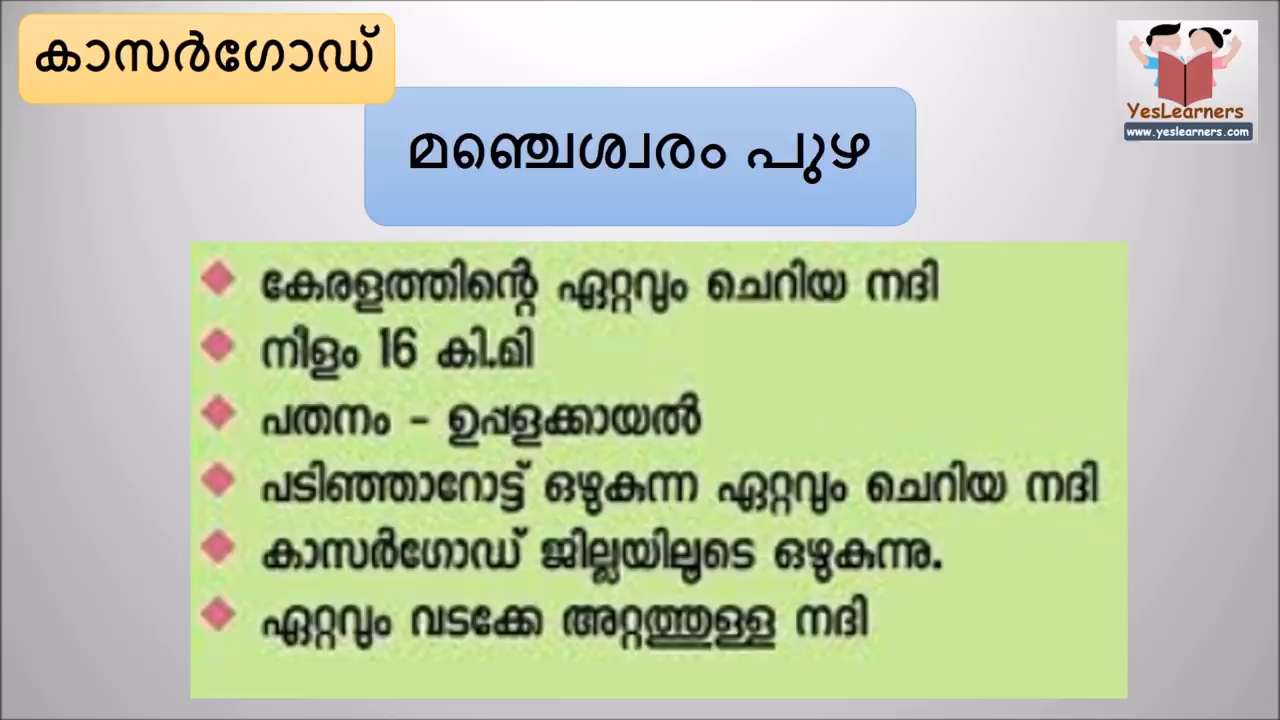 കാസർഗോഡ്
YesLearners
www.yeslearners.com
മഞ്ചേശ്വരം പുഴ
കേരളത്തിന്റെ ഏറ്റവും ചെറിയ നദി
നീളം 16 കി.മി
പതനം - ഉപ്പളക്കായൽ
പടിഞ്ഞാറോട്ട് ഒഴുകുന്ന ഏറ്റവും ചെറിയ നദി
കാസർഗോഡ് ജില്ലയിലൂടെ ഒഴുകുന്നു.
ഏറ്റവും വടക്കേ അറ്റത്തുള്ള നദി